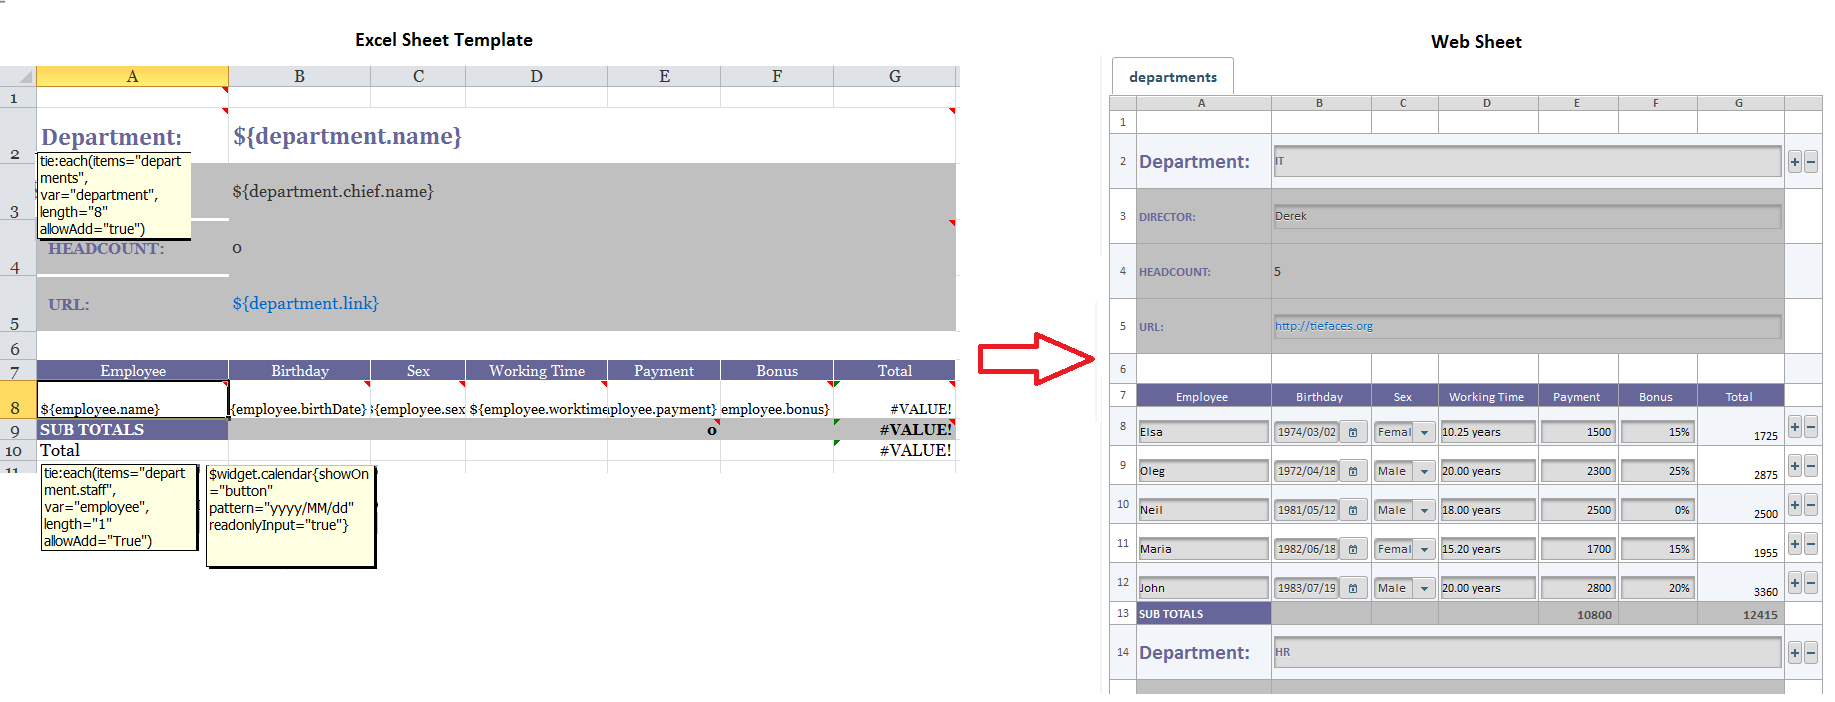 Excel Sheet Template
A B C D E F G
1
2 Department: ${department.name}
tie:each(items="depart
ments",
var="department",
length="8"
allowAdd="true")
3 ${department.chief.name}
4 HEADCOUNT: 0
5 URL: ${department.link}
6
7 Employee Birthday Sex Working Time Payment Bonus Total
8 ${employee.name} {employee.birthDate} {employee.sex ${employee.worktime ployee.payment} employee.bonus} #VALUE!
9 SUB TOTALS 0 #VALUE!
10 Total #VALUE!
11
tie:each(items="depart
ment.staff",
var="employee",
length="1"
allowAdd="True")
$widget.calendar{showOn
="button"
pattern="yyyy/MM/dd"
readonlyInput="true"}
Web Sheet
departments
A B C D E F G
1
2 Department: IT + −
3 DIRECTOR: Derek
4 HEADCOUNT: 5
5 URL: http://tiefaces.org
6
7 Employee Birthday Sex Working Time Payment Bonus Total
8 Elsa 1974/03/02 Femal 10.25 years 1500 15% 1725 + −
9 Oleg 1972/04/18 Male 20.00 years 2300 25% 2875 + −
10 Neil 1981/05/12 Male 18.00 years 2500 0% 2500 + −
11 Maria 1982/06/18 Femal 15.20 years 1700 15% 1955 + −
12 John 1983/07/19 Male 20.00 years 2800 20% 3360 + −
13 SUB TOTALS 10800 12415
14 Department: HR + −